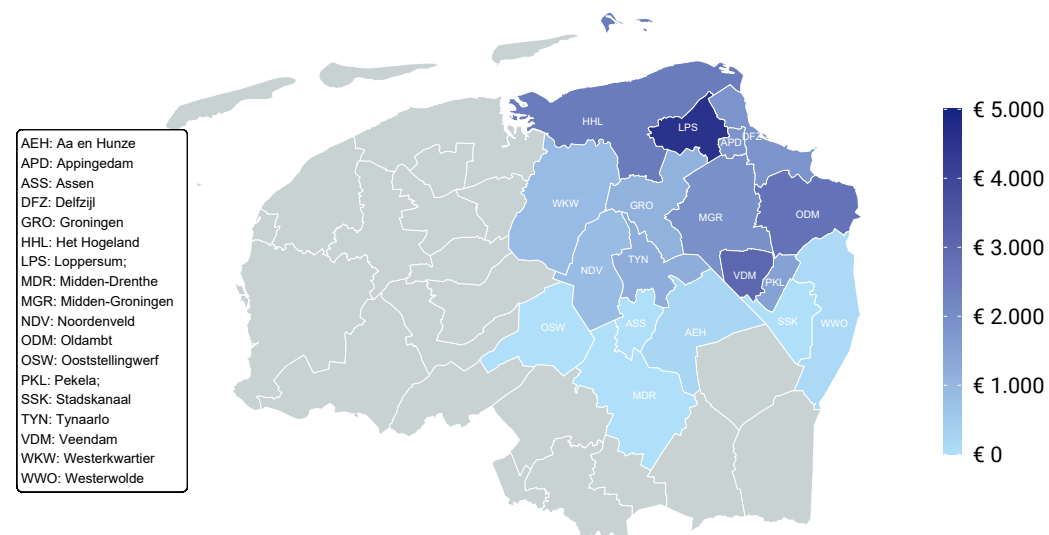 AEH: Aa en Hunze
APD: Appingedam
ASS: Assen
DFZ: Delfzijl
GRO: Groningen
HHL: Het Hogeland
LPS: Loppersum;
MDR: Midden-Drenthe
MGR: Midden-Groningen
NDV: Noordenveld
ODM: Oldambt
OSW: Ooststellingwerf
PKL: Pekela;
SSK: Stadskanaal
TYN: Tynaarlo
VDM: Veendam
WKW: Westerkwartier
WWO: Westerwolde
HHL
LPS
APD
DFZ
WKW
GRO
MGR
ODM
NDV
TYN
VDM
PKL
OSW
ASS
AEH
SSK
WWO
MDR
€ 5.000
€ 4.000
€ 3.000
€ 2.000
€ 1.000
€ 0